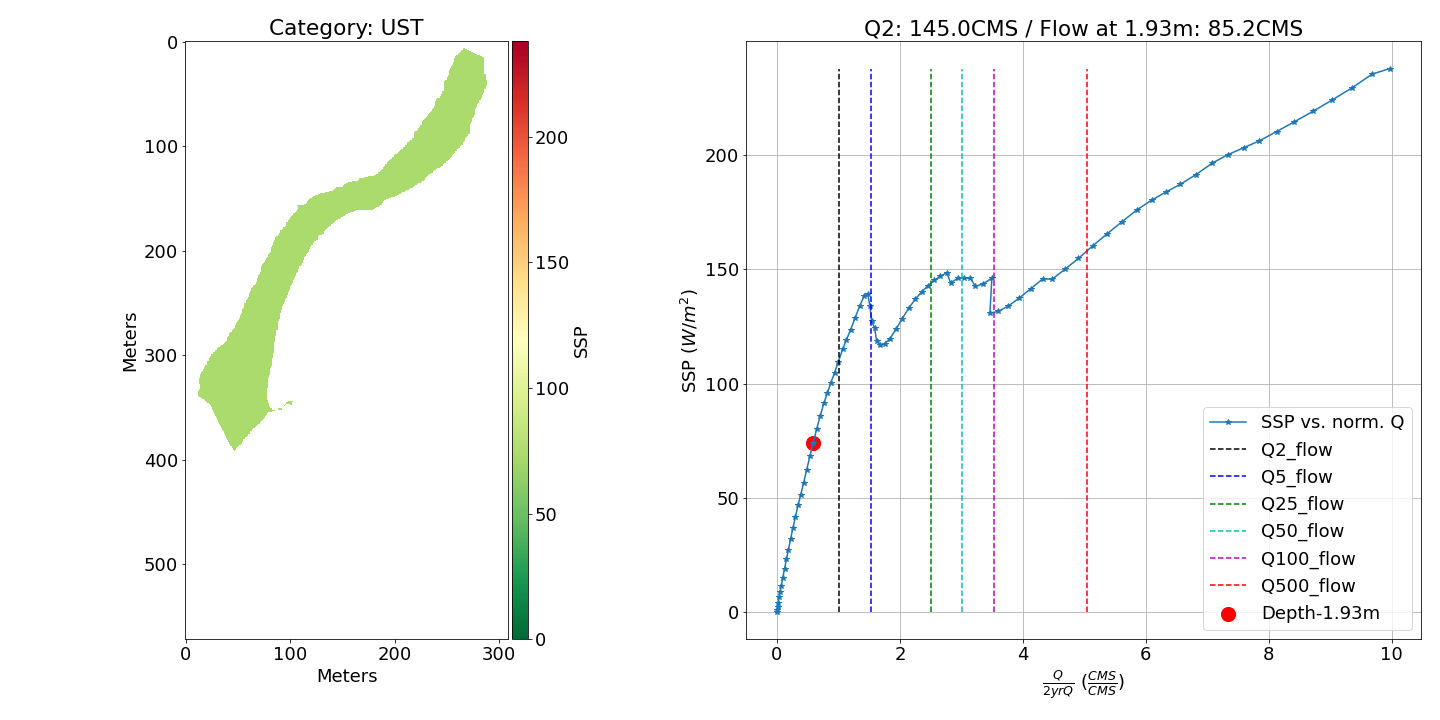 Category: UST
0
100
200
300
400
500
Meters
0
100
200
300
Meters
0
50
100
150
200
SSP
Q2: 145.0CMS / Flow at 1.93m: 85.2CMS
0
50
100
150
200
SSP (W/m²)
0
2
4
6
8
10
Q/2yrQ (CMS/CMS)
SSP vs. norm. Q
Q2_flow
Q5_flow
Q25_flow
Q50_flow
Q100_flow
Q500_flow
Depth-1.93m